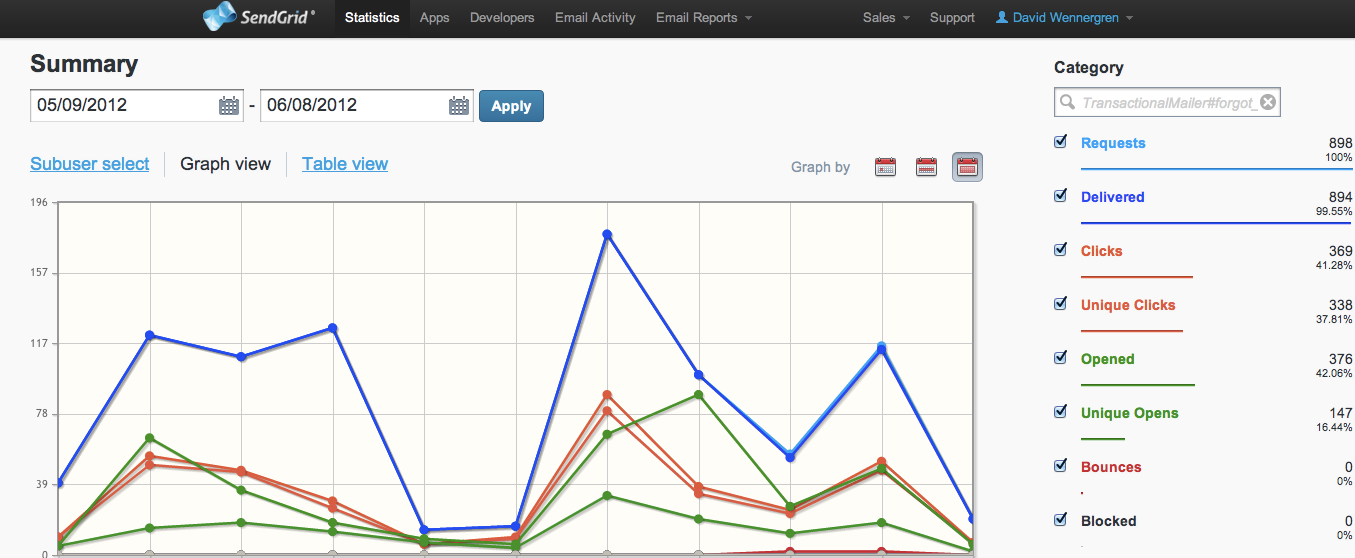 SendGrid®
Statistics
Apps
Developers
Email Activity
Email Reports
Sales
Support
David Wennergren
Summary
05/09/2012 - 06/08/2012 Apply
Subuser select
Graph view
Table view
Graph by
196
157
117
78
39
0
Category
TransactionalMailer#forgot_
Requests 898
100%
Delivered 894
99.55%
Clicks 369
41.28%
Unique Clicks 338
37.81%
Opened 376
42.06%
Unique Opens 147
16.44%
Bounces 0
0%
Blocked 0
0%